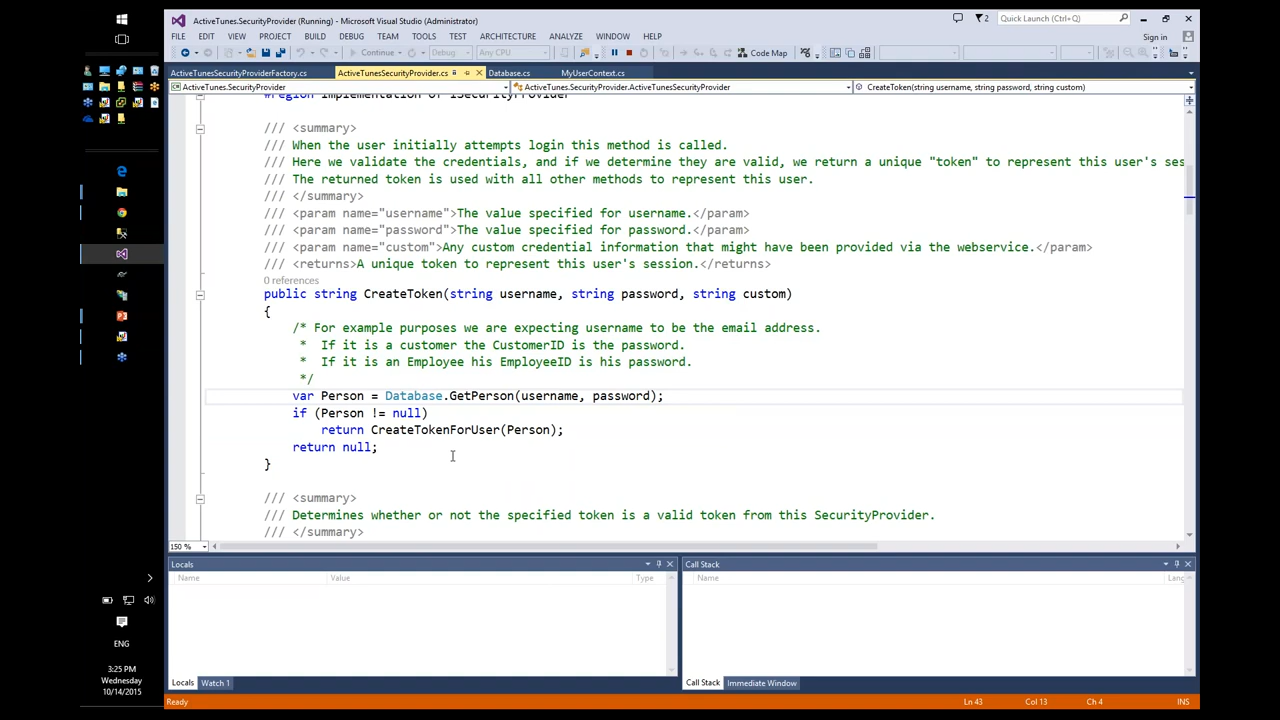 ActiveTunes.SecurityProvider (Running) - Microsoft Visual Studio (Administrator)
2
Quick Launch (Ctrl+Q)
FILE EDIT VIEW PROJECT BUILD DEBUG TEAM TOOLS TEST ARCHITECTURE ANALYZE WINDOW HELP
Sign in
Continue Debug Any CPU Code Map
ActiveTunesSecurityProviderFactory.cs ActiveTunesSecurityProvider.cs Database.cs MyUserContext.cs
ActiveTunes.SecurityProvider ActiveTunes.SecurityProvider.ActiveTunesSecurityProvider CreateToken(string username, string password, string custom)
#region Implementation of ISecurityProvider
/// <summary>
/// When the user initially attempts login this method is called.
/// Here we validate the credentials, and if we determine they are valid, we return a unique "token" to represent this user's ses
/// The returned token is used with all other methods to represent this user.
/// </summary>
/// <param name="username">The value specified for username.</param>
/// <param name="password">The value specified for password.</param>
/// <param name="custom">Any custom credential information that might have been provided via the webservice.</param>
/// <returns>A unique token to represent this user's session.</returns>
0 references
public string CreateToken(string username, string password, string custom)
{
/* For example purposes we are expecting username to be the email address.
* If it is a customer the CustomerID is the password.
* If it is an Employee his EmployeeID is his password.
*/
var Person = Database.GetPerson(username, password);
if (Person != null)
return CreateTokenForUser(Person);
return null;
}
/// <summary>
/// Determines whether or not the specified token is a valid token from this SecurityProvider.
/// </summary>
150 %
Locals
Name Value Type
Call Stack
Name Lang
Locals Watch 1
Call Stack Immediate Window
Ready Ln 43 Col 13 Ch 4 INS
ENG
3:25 PM
Wednesday
10/14/2015